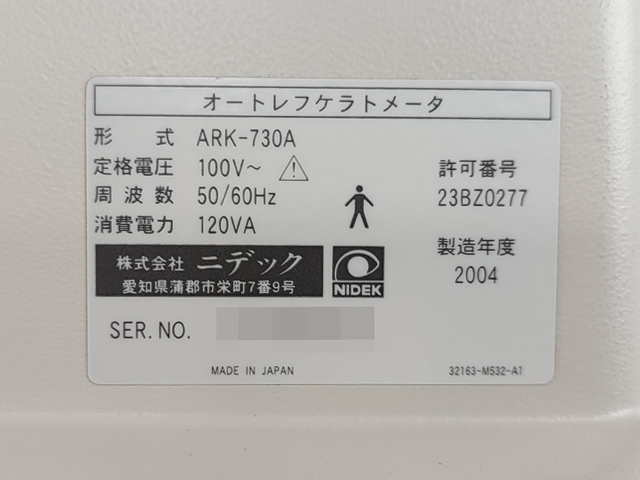 オートレフケラトメータ
形 式 ARK-730A
定格電圧 100V～
周波数 50/60Hz
消費電力 120VA
許可番号
23BZ0277
製造年度
2004
株式会社 ニデック
愛知県蒲郡市栄町7番9号
NIDEK
SER. NO.
MADE IN JAPAN
32163-M532-A1